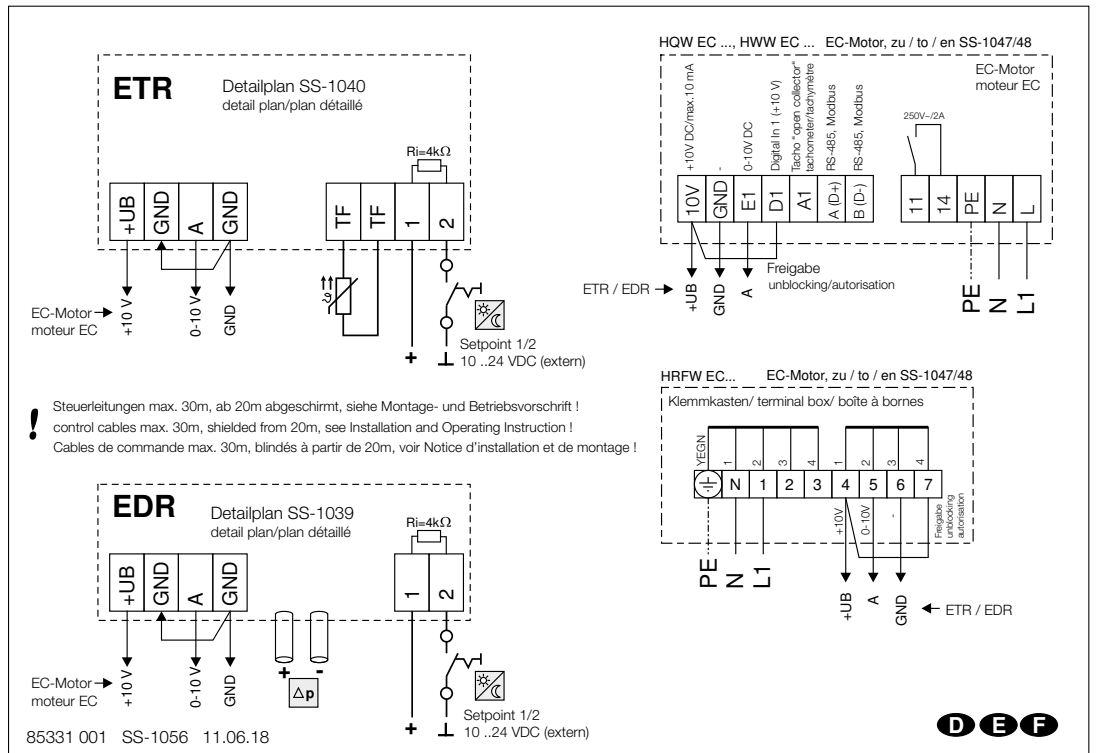 ETR
Detailplan SS-1040
detail plan/plan détaillé
Ri=4kΩ
+UB
GND
A
GND
TF
TF
1
2
EC-Motor
moteur EC
+10 V
0-10 V
GND
ϑ
+
Setpoint 1/2
10 ..24 VDC (extern)
! Steuerleitungen max. 30m, ab 20m abgeschirmt, siehe Montage- und Betriebsvorschrift !
control cables max. 30m, shielded from 20m, see Installation and Operating Instruction !
Cables de commande max. 30m, blindés à partir de 20m, voir Notice d'installation et de montage !
EDR
Detailplan SS-1039
detail plan/plan détaillé
Ri=4kΩ
+UB
GND
A
GND
1
2
EC-Motor
moteur EC
+10 V
0-10 V
GND
+
-
Δp
+
Setpoint 1/2
10 ..24 VDC (extern)
85331 001 SS-1056 11.06.18
HQW EC ..., HWW EC ... EC-Motor, zu / to / en SS-1047/48
EC-Motor
moteur EC
+10V DC/max.10 mA
-
0-10V DC
Digital In 1 (+10 V)
Tacho "open collector"
tachometer/tachymètre
RS-485, Modbus
RS-485, Modbus
250V~/2A
10V
GND
E1
D1
A1
A (D+)
B (D-)
11
14
PE
N
L
Freigabe
unblocking/autorisation
ETR / EDR
+UB
GND
A
PE
N
L1
HRFW EC... EC-Motor, zu / to / en SS-1047/48
Klemmkasten/ terminal box/ boîte à bornes
YEGN
1
2
3
4
1
2
3
4
N
1
2
3
4
5
6
7
+10V
0-10V
-
Freigabe
unblocking
autorisation
PE
N
L1
+UB
A
GND
ETR / EDR
D E F